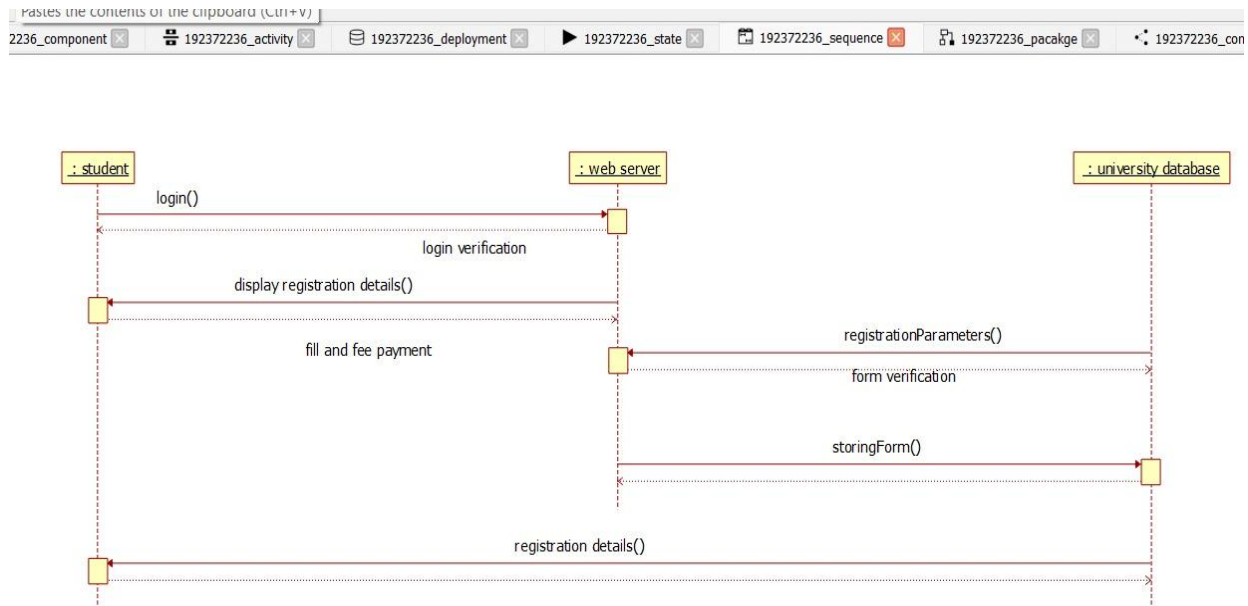 Pastes the contents of the clipboard (Ctrl+V)
2236_component 192372236_activity 192372236_deployment 192372236_state 192372236_sequence 192372236_pacakge 192372236_con
: student : web server : university database
login()
login verification
display registration details()
registrationParameters()
fill and fee payment
form verification
storingForm()
registration details()